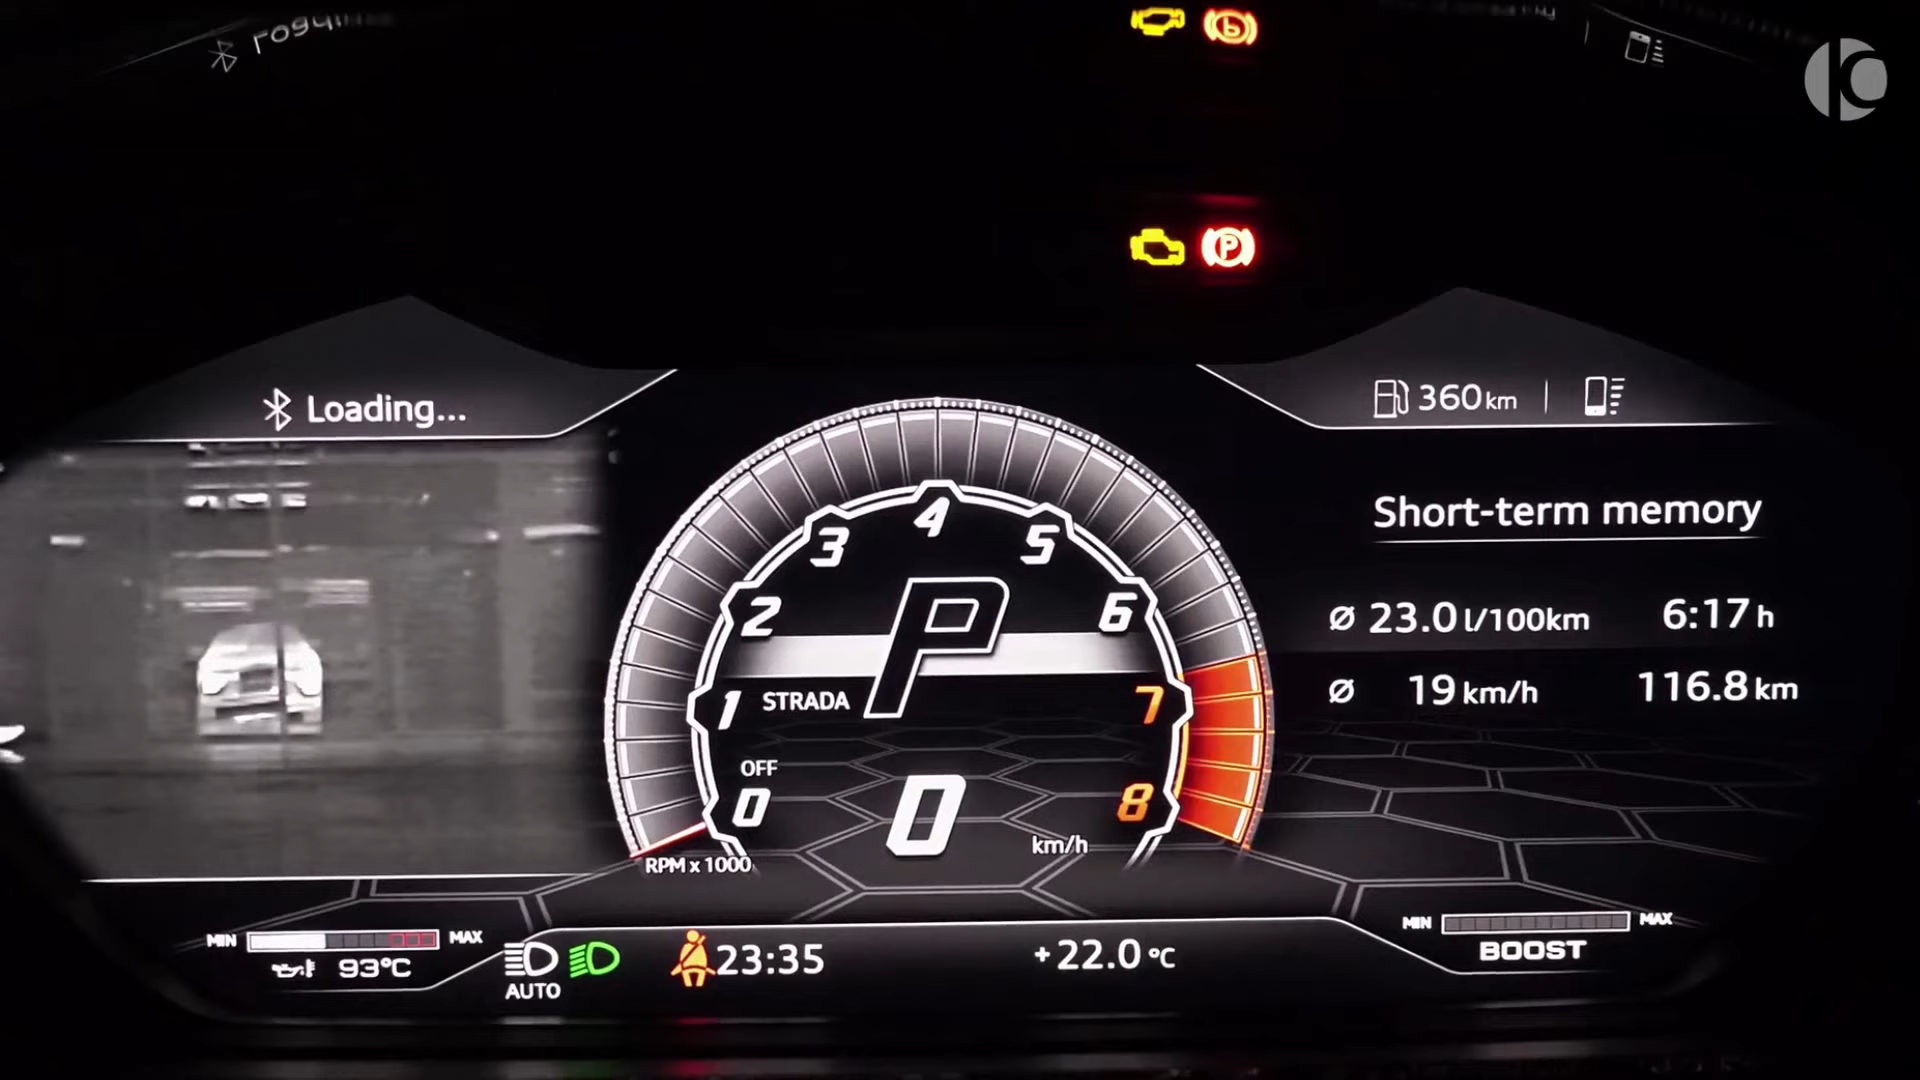 Loading...
360 km
Short-term memory
Ø 23.0 l/100km 6:17 h
Ø 19 km/h 116.8 km
0
1
2
3
4
5
6
7
8
P
STRADA
OFF
0
km/h
RPM x 1000
MIN MAX
93°C
AUTO
23:35
+22.0 °C
MIN MAX
BOOST
P